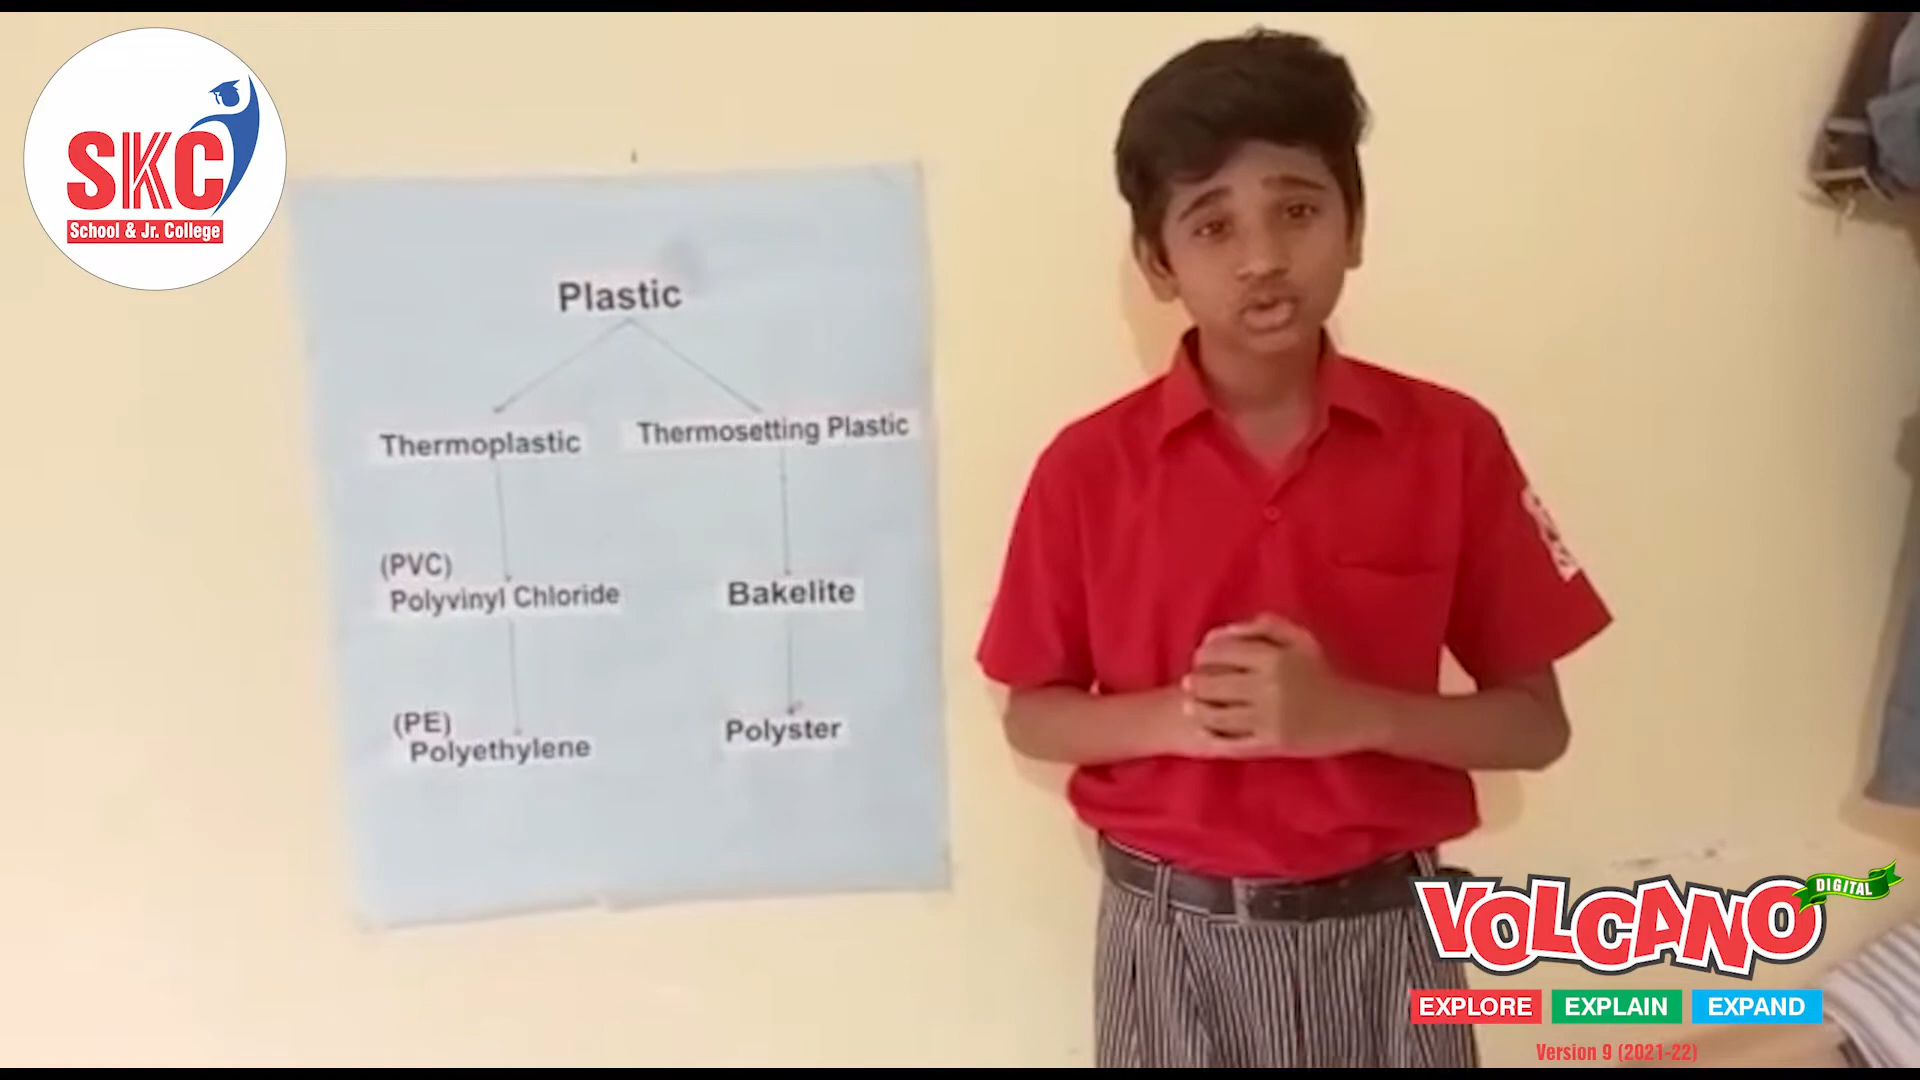 SKC
School & Jr. College
Plastic
Thermoplastic
Thermosetting Plastic
(PVC)
Polyvinyl Chloride
Bakelite
(PE)
Polyethylene
Polyster
VOLCANO
DIGITAL
EXPLORE EXPLAIN EXPAND
Version 9 (2021-22)